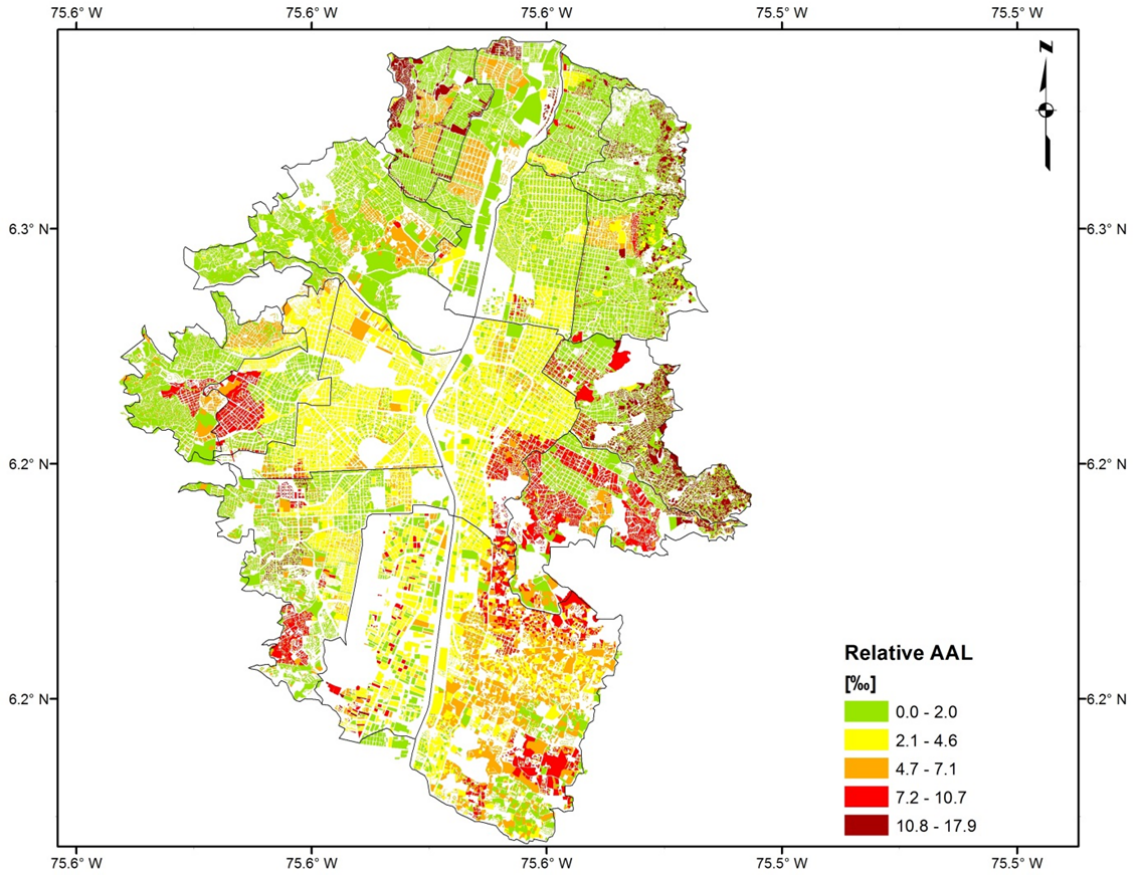 75.6° W 75.6° W 75.6° W 75.5° W 75.5° W
N
6.3° N 6.3° N
6.2° N 6.2° N
6.2° N 6.2° N
Relative AAL
[‰]
0.0 - 2.0
2.1 - 4.6
4.7 - 7.1
7.2 - 10.7
10.8 - 17.9
75.6° W 75.6° W 75.6° W 75.5° W 75.5° W